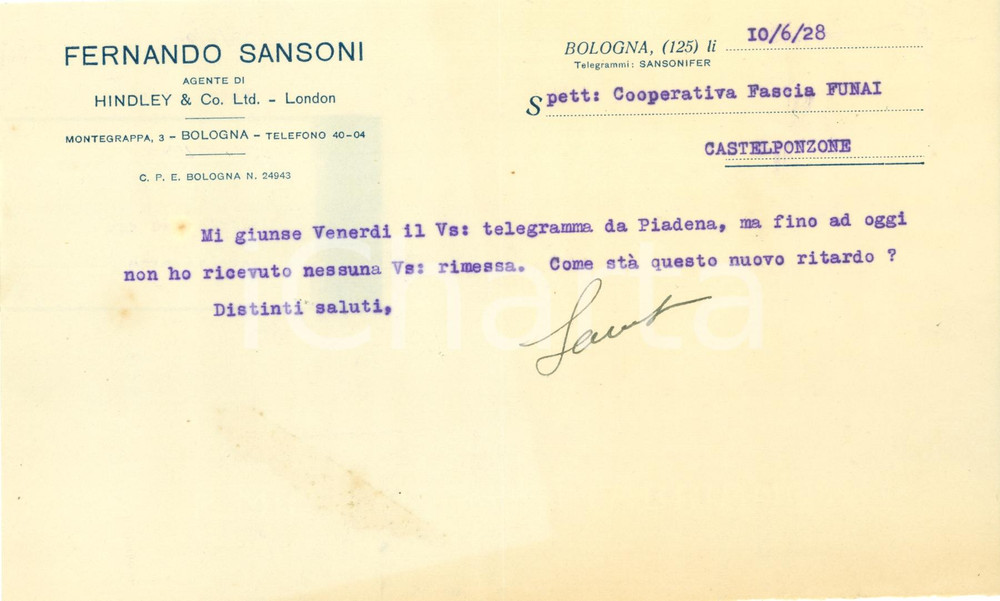 FERNANDO SANSONI
AGENTE DI
HINDLEY & Co. Ltd. - London
MONTEGRAPPA, 3 - BOLOGNA - TELEFONO 40-04
C. P. E. BOLOGNA N. 24943
BOLOGNA, (125) li 10/6/28
Telegrammi: SANSONIFER
Spett: Cooperativa Fascia FUNAI
CASTELPONZONE
Mi giunse Venerdi il Vs: telegramma da Piadena, ma fino ad oggi
non ho ricevuto nessuna Vs: rimessa. Come stà questo nuovo ritardo ?
Distinti saluti,
iCharta